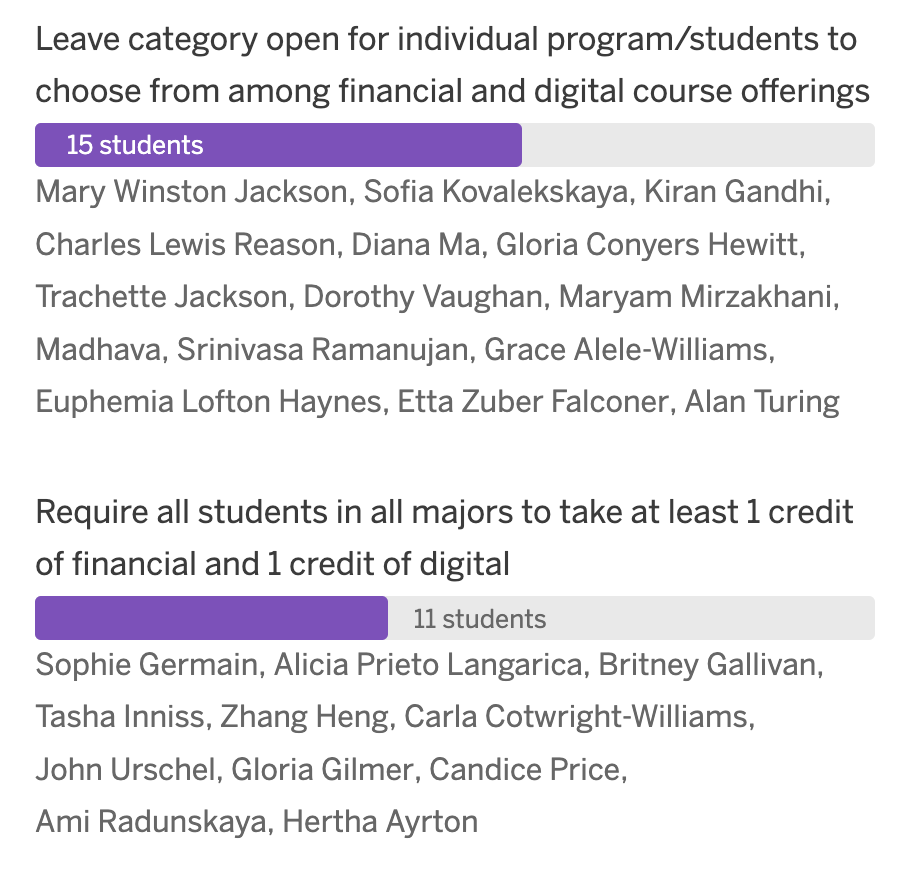 Leave category open for individual program/students to
choose from among financial and digital course offerings
15 students
Mary Winston Jackson, Sofia Kovalekskaya, Kiran Gandhi,
Charles Lewis Reason, Diana Ma, Gloria Conyers Hewitt,
Trachette Jackson, Dorothy Vaughan, Maryam Mirzakhani,
Madhava, Srinivasa Ramanujan, Grace Alele-Williams,
Euphemia Lofton Haynes, Etta Zuber Falconer, Alan Turing
Require all students in all majors to take at least 1 credit
of financial and 1 credit of digital
11 students
Sophie Germain, Alicia Prieto Langarica, Britney Gallivan,
Tasha Inniss, Zhang Heng, Carla Cotwright-Williams,
John Urschel, Gloria Gilmer, Candice Price,
Ami Radunskaya, Hertha Ayrton